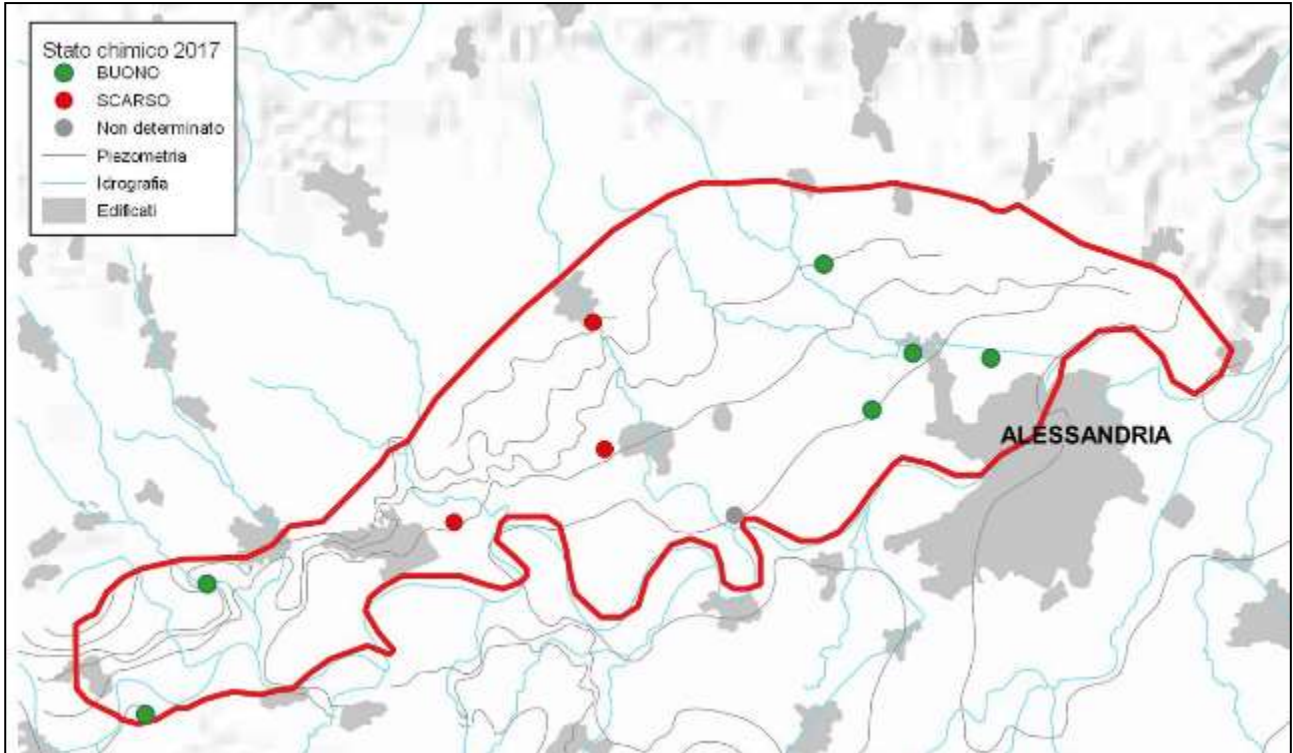 Stato chimico 2017
BUONO
SCARSO
Non determinato
Piezometria
Idrografia
Edificati
ALESSANDRIA